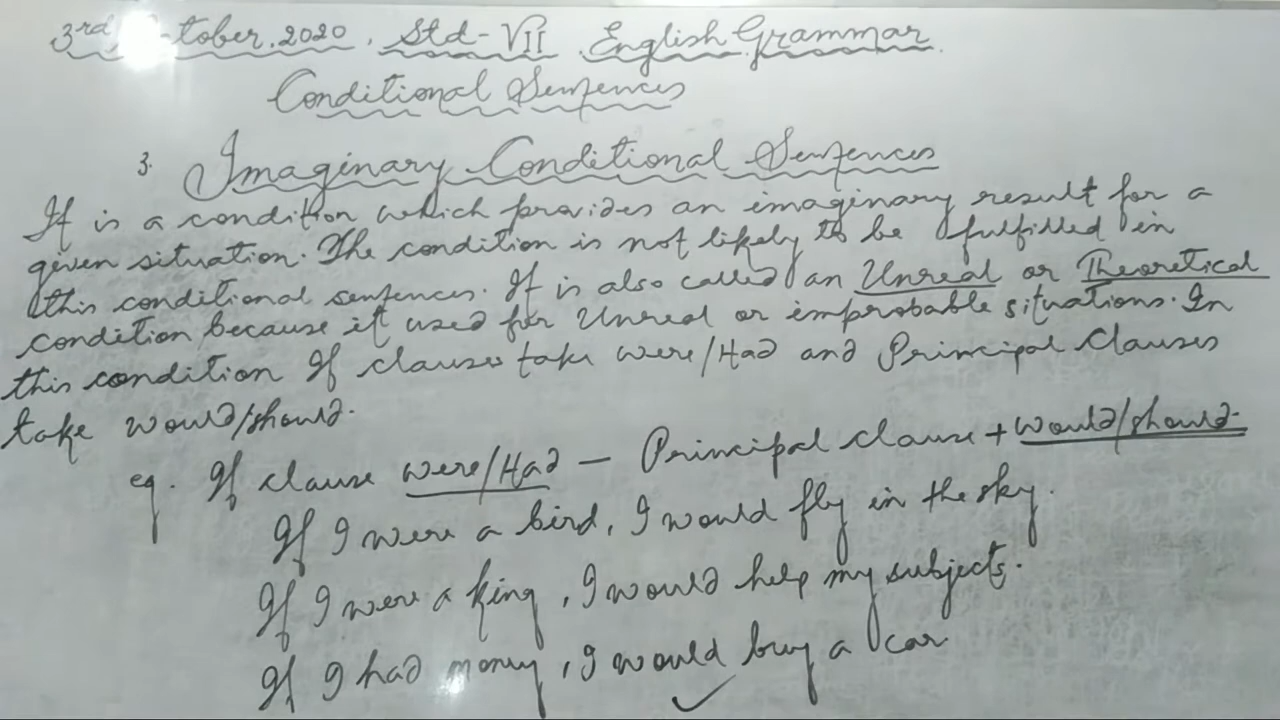 3rd October, 2020, Std-VII English Grammar
Conditional Sentences
3. Imaginary Conditional Sentences
It is a condition which provides an imaginary result for a
given situation. The condition is not likely to be fulfilled in
this conditional sentences. It is also called an Unreal or Theoretical
condition because it used for Unreal or improbable situations. In
this condition If clauses take were/Had and Principal Clauses
take would/should.
eg. If clause were/Had - Principal clause + would/should.
If I were a bird, I would fly in the sky.
If I were a king, I would help my subjects.
If I had money, I would buy a car